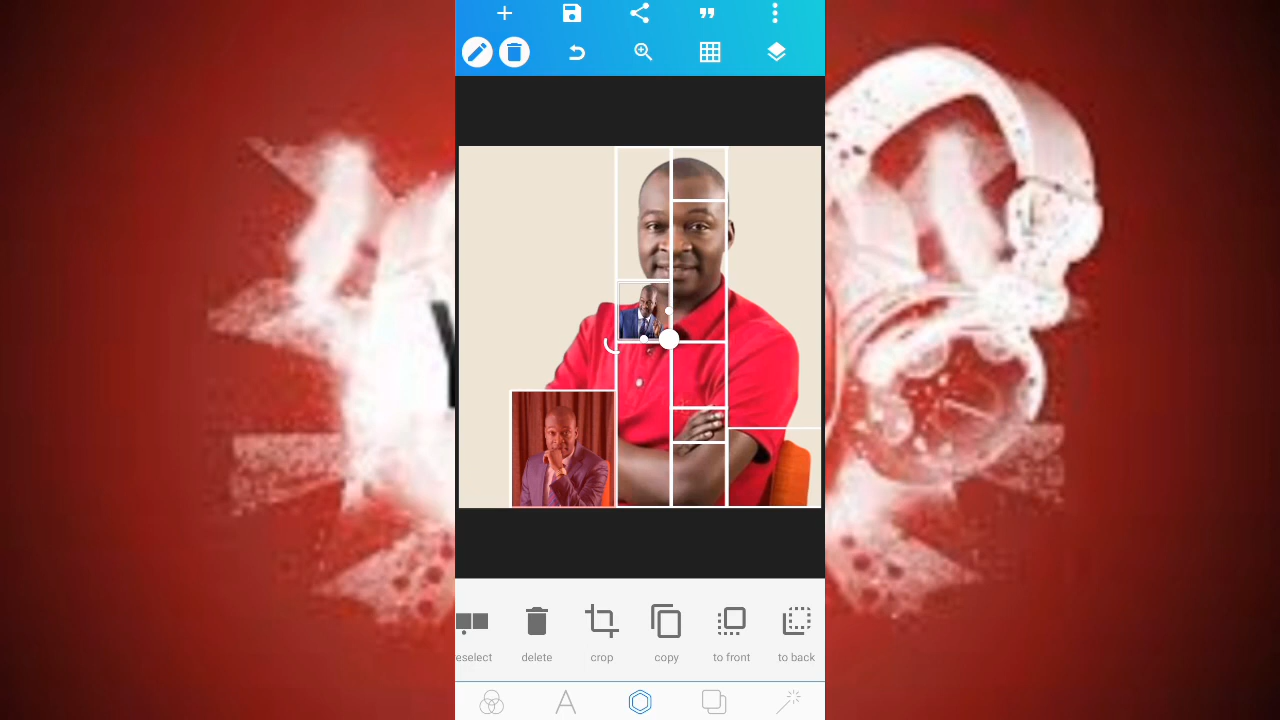 eselect
delete
crop
copy
to front
to back